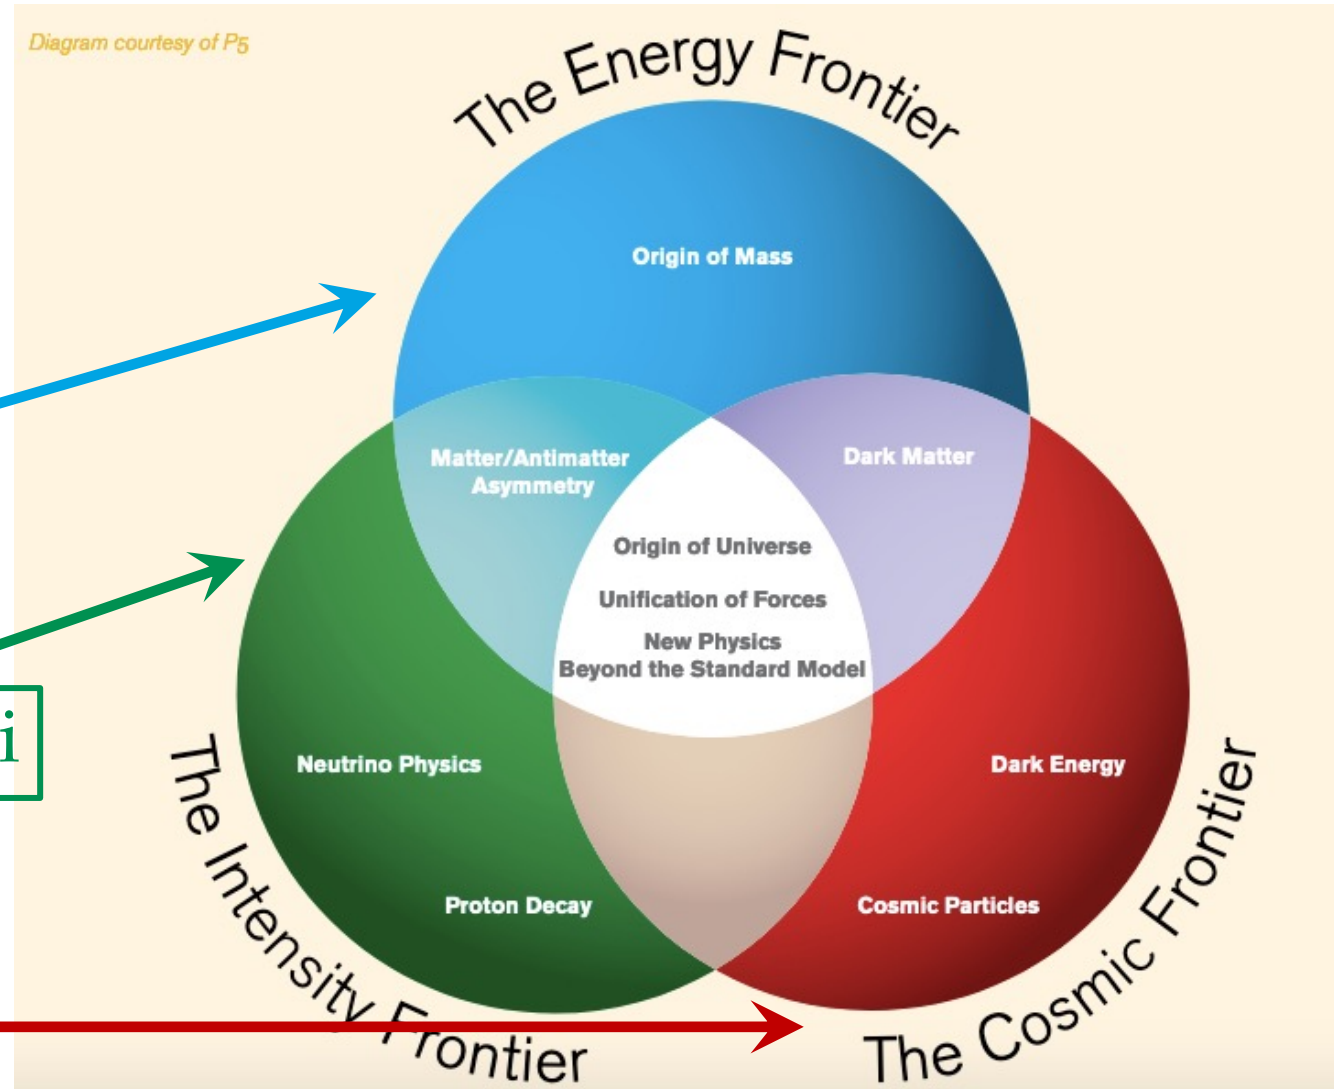 Diagram courtesy of P5
The Energy Frontier
Origin of Mass
Matter/Antimatter
Asymmetry
Dark Matter
Origin of Universe
Unification of Forces
New Physics
Beyond the Standard Model
i
Neutrino Physics
Dark Energy
Proton Decay
Cosmic Particles
The Intensity Frontier
The Cosmic Frontier